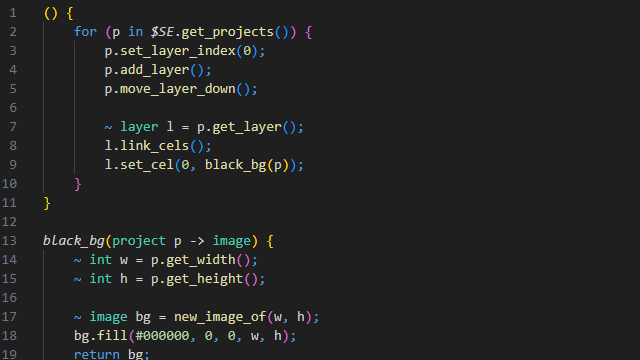 1 () {
2     for (p in $SE.get_projects()) {
3         p.set_layer_index(0);
4         p.add_layer();
5         p.move_layer_down();
6
7         ~ layer l = p.get_layer();
8         l.link_cels();
9         l.set_cel(0, black_bg(p));
10     }
11 }
12
13 black_bg(project p -> image) {
14     ~ int w = p.get_width();
15     ~ int h = p.get_height();
16
17     ~ image bg = new_image_of(w, h);
18     bg.fill(#000000, 0, 0, w, h);
19     return bg;